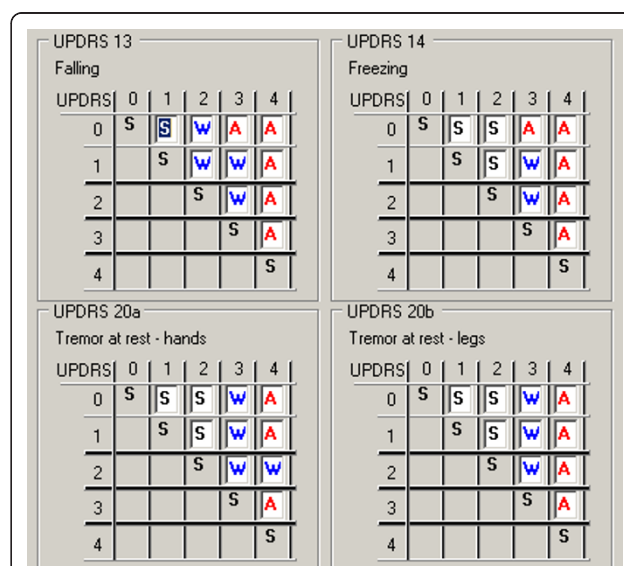 UPDRS 13
Falling
UPDRS 0 1 2 3 4
0 S S W A A
1 S W W A
2 S W A
3 S A
4 S
UPDRS 14
Freezing
UPDRS 0 1 2 3 4
0 S S S A A
1 S S W A
2 S W A
3 S A
4 S
UPDRS 20a
Tremor at rest - hands
UPDRS 0 1 2 3 4
0 S S S W A
1 S S W A
2 S W W
3 S A
4 S
UPDRS 20b
Tremor at rest - legs
UPDRS 0 1 2 3 4
0 S S S W A
1 S S W A
2 S W A
3 S A
4 S